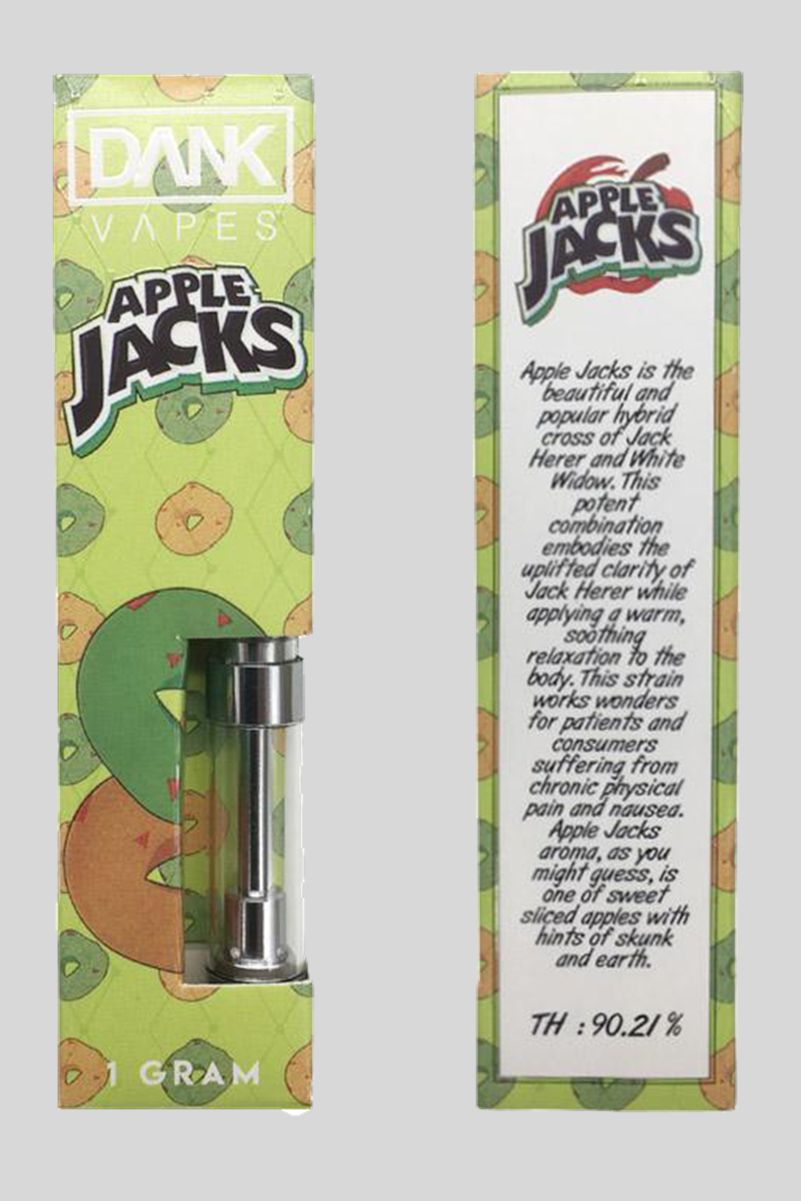 DANK
VAPES
APPLE
JACKS
1 GRAM
APPLE
JACKS
Apple Jacks is the
beautiful and
popular hybrid
cross of Jack
Herer and White
Widow. This
potent
combination
embodies the
uplifted clarity of
Jack Herer while
applying a warm,
soothing
relaxation to the
body. This strain
works wonders
for patients and
consumers
suffering from
chronic physical
pain and nausea.
Apple Jacks
aroma, as you
might guess, is
one of sweet
sliced apples with
hints of skunk
and earth.
TH : 90.21%